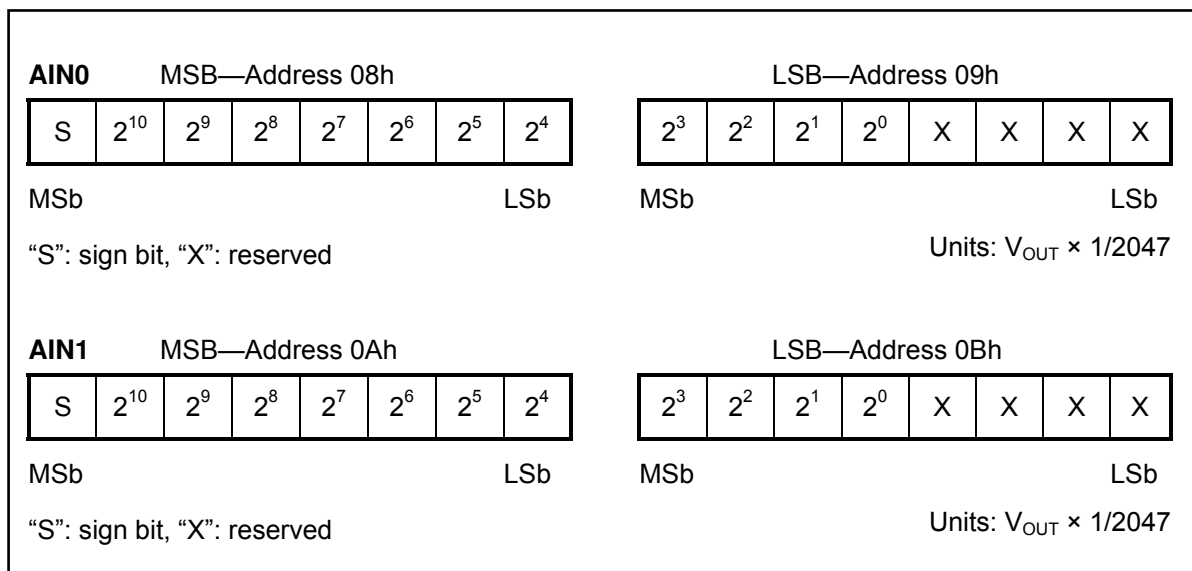 AIN0 MSB—Address 08h LSB—Address 09h
S 2^10 2^9 2^8 2^7 2^6 2^5 2^4 2^3 2^2 2^1 2^0 X X X X
MSb LSb MSb LSb
“S”: sign bit, “X”: reserved Units: V_OUT × 1/2047
AIN1 MSB—Address 0Ah LSB—Address 0Bh
S 2^10 2^9 2^8 2^7 2^6 2^5 2^4 2^3 2^2 2^1 2^0 X X X X
MSb LSb MSb LSb
“S”: sign bit, “X”: reserved Units: V_OUT × 1/2047